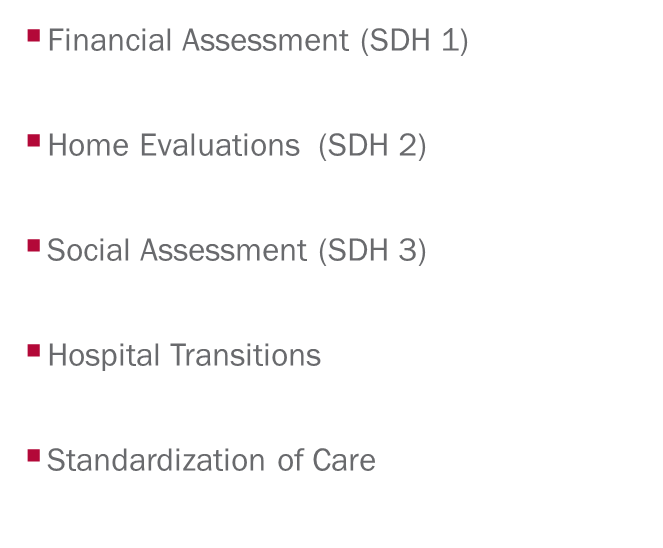 ▪ Financial Assessment (SDH 1)
▪ Home Evaluations  (SDH 2)
▪ Social Assessment (SDH 3)
▪ Hospital Transitions
▪ Standardization of Care